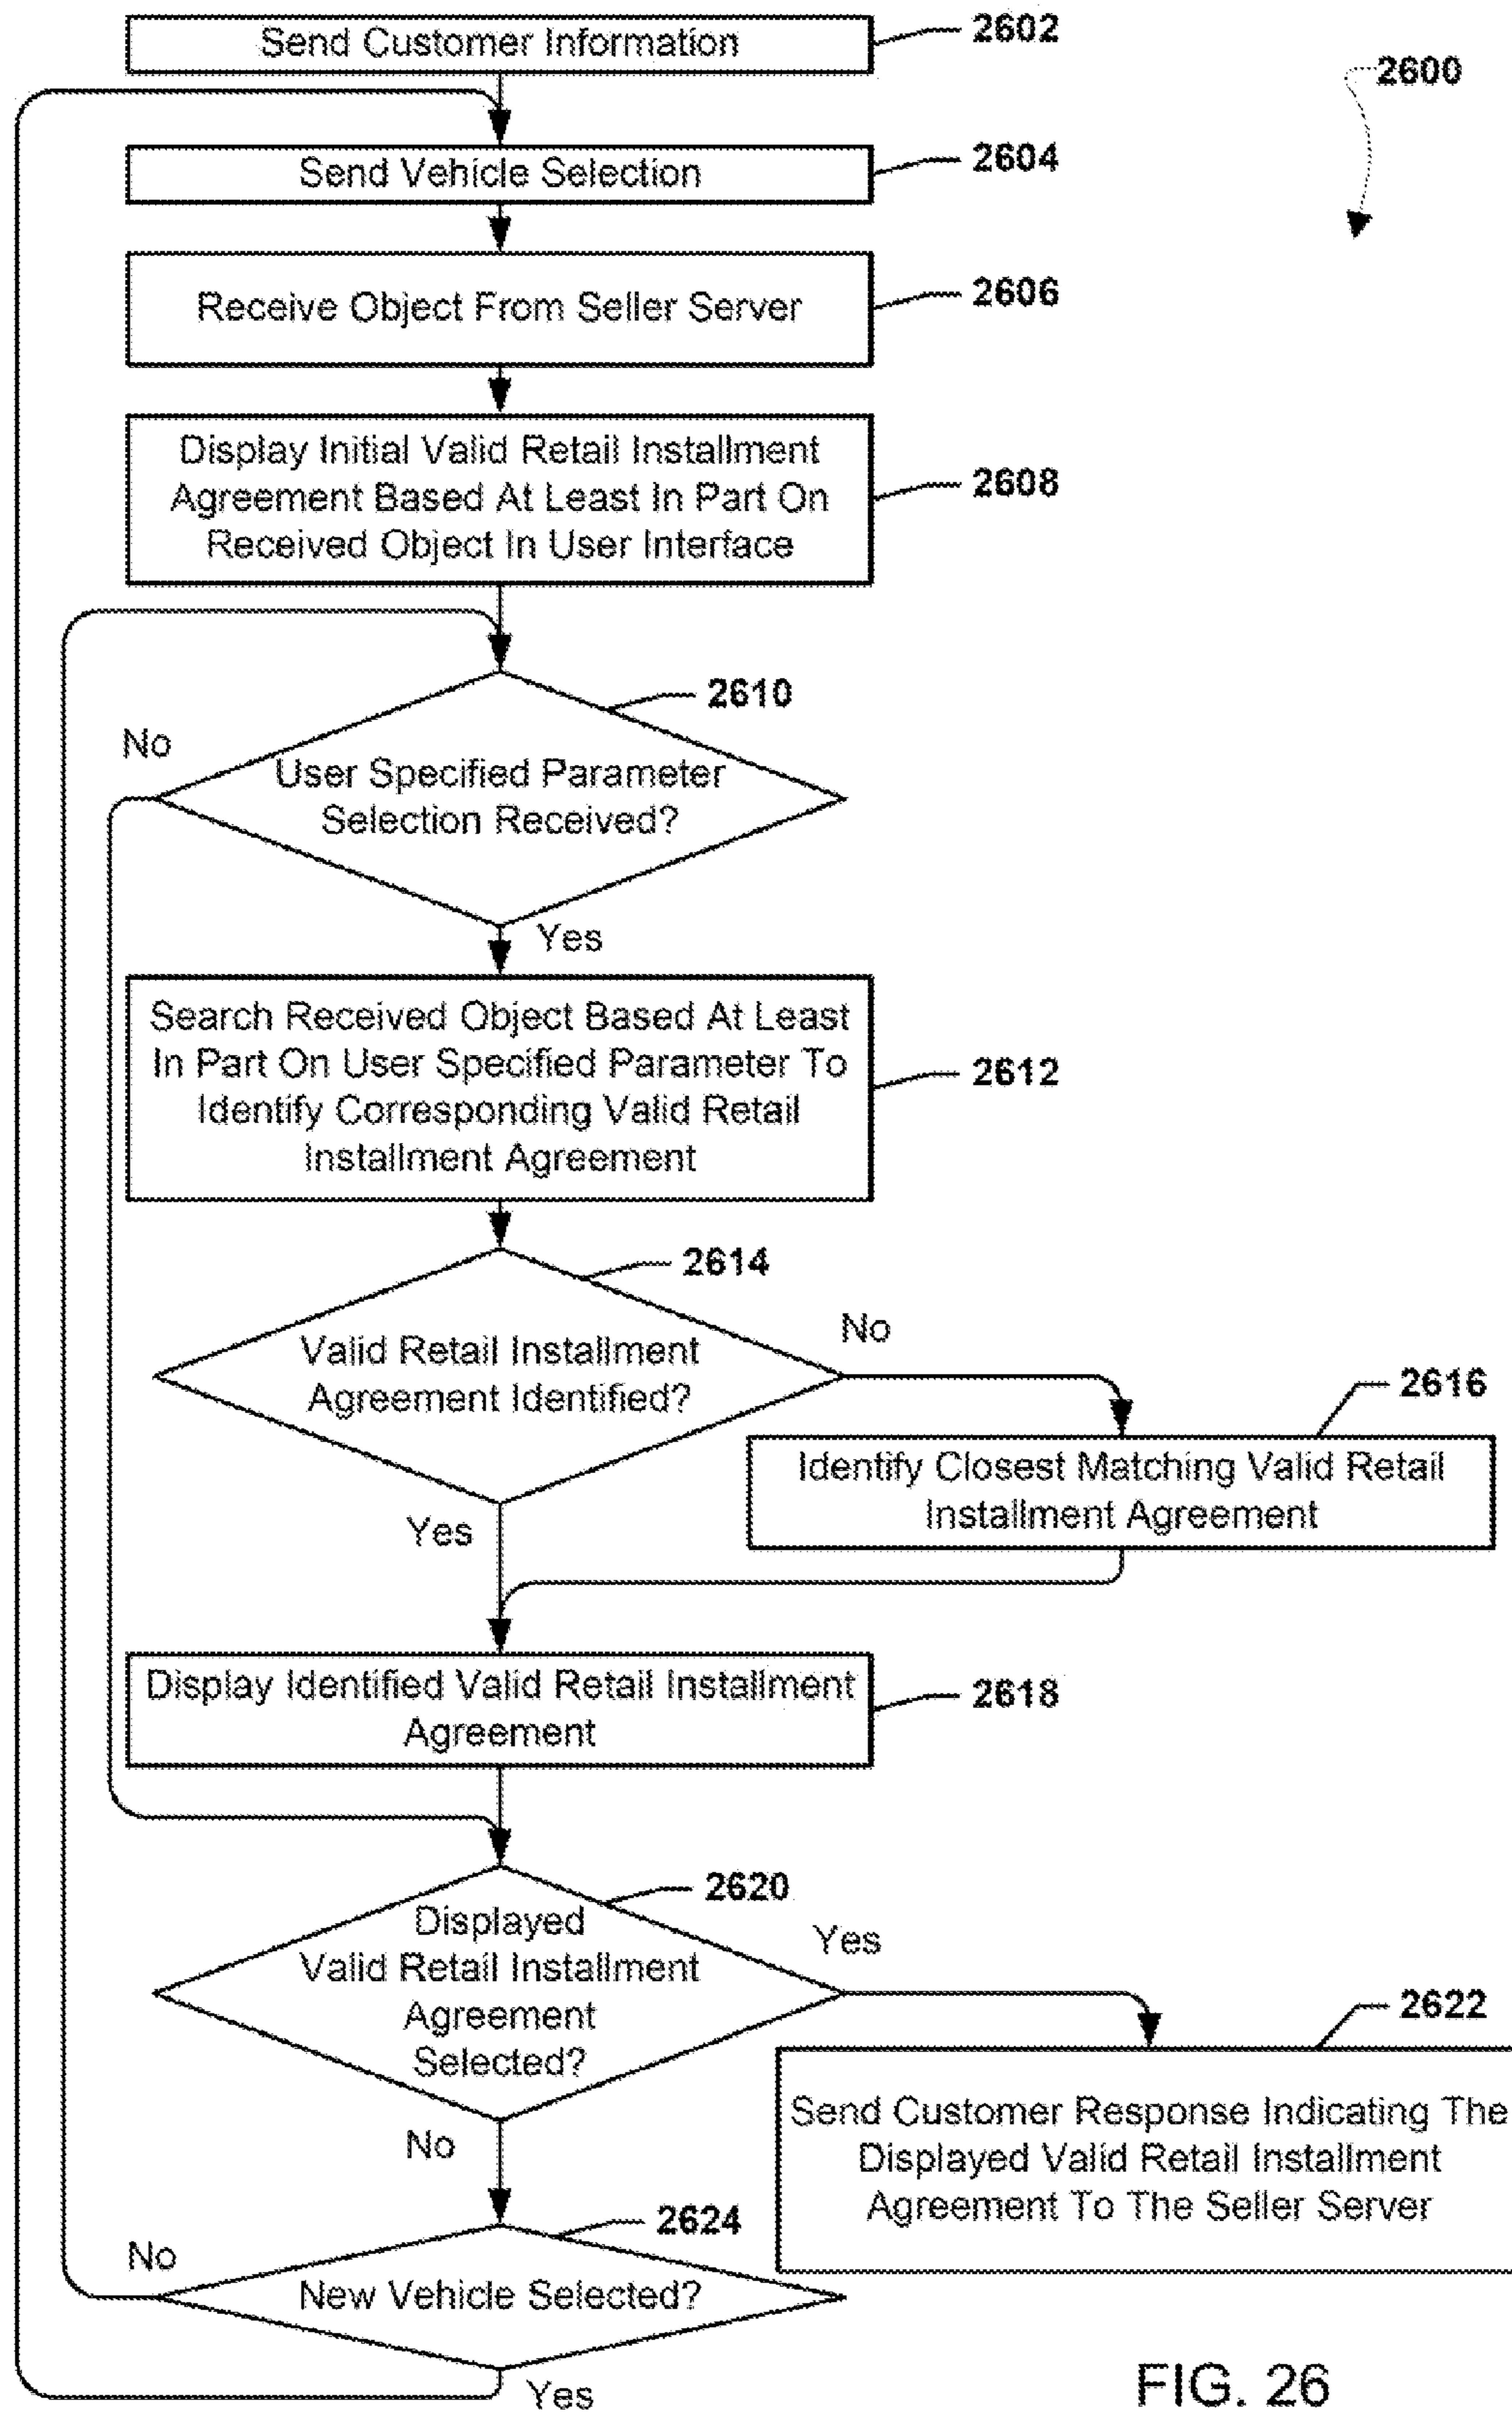 Send Customer Information
2602
2600
Send Vehicle Selection
2604
Receive Object From Seller Server
2606
Display Initial Valid Retail Installment
Agreement Based At Least In Part On
Received Object In User Interface
2608
2610
No
User Specified Parameter
Selection Received?
Yes
Search Received Object Based At Least
In Part On User Specified Parameter To
Identify Corresponding Valid Retail
Installment Agreement
2612
2614
No
Valid Retail Installment
Agreement Identified?
2616
Identify Closest Matching Valid Retail
Installment Agreement
Yes
Display Identified Valid Retail Installment
Agreement
2618
2620
Displayed
Valid Retail Installment
Agreement
Selected?
Yes
2622
Send Customer Response Indicating The
Displayed Valid Retail Installment
Agreement To The Seller Server
No
2624
No
New Vehicle Selected?
Yes
FIG. 26